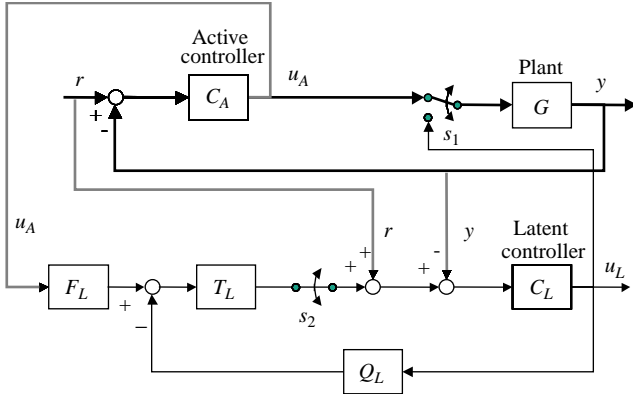 Active
controller
Plant
r
u_A
y
C_A
G
+
-
s_1
u_A
r
y
Latent
controller
+
-
u_L
F_L
T_L
+
+
C_L
+
s_2
−
Q_L